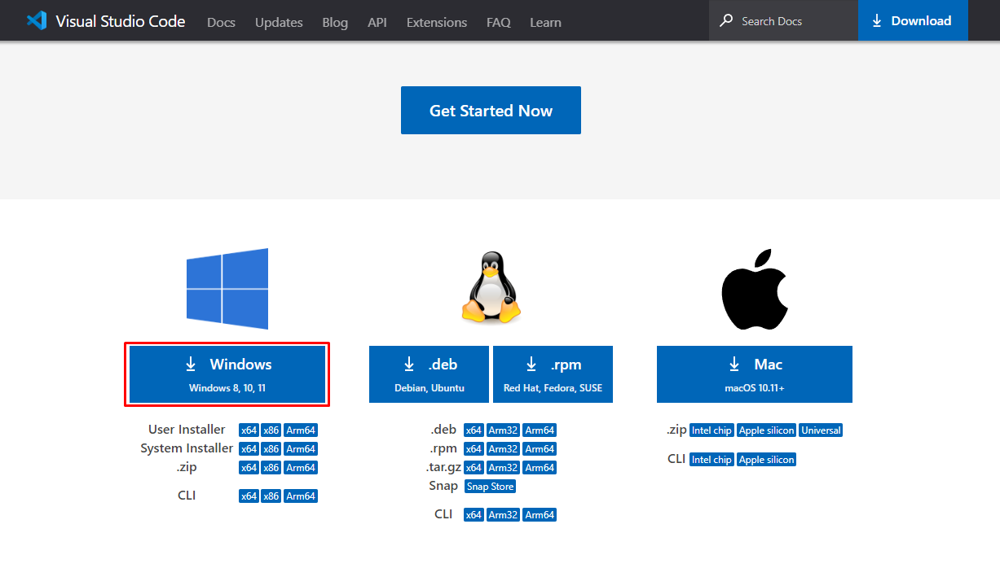 Visual Studio Code Docs Updates Blog API Extensions FAQ Learn Search Docs Download
Get Started Now
Windows
Windows 8, 10, 11
User Installer x64 x86 Arm64
System Installer x64 x86 Arm64
.zip x64 x86 Arm64
CLI x64 x86 Arm64
.deb
Debian, Ubuntu
.rpm
Red Hat, Fedora, SUSE
.deb x64 Arm32 Arm64
.rpm x64 Arm32 Arm64
.tar.gz x64 Arm32 Arm64
Snap Snap Store
CLI x64 Arm32 Arm64
Mac
macOS 10.11+
.zip Intel chip Apple silicon Universal
CLI Intel chip Apple silicon